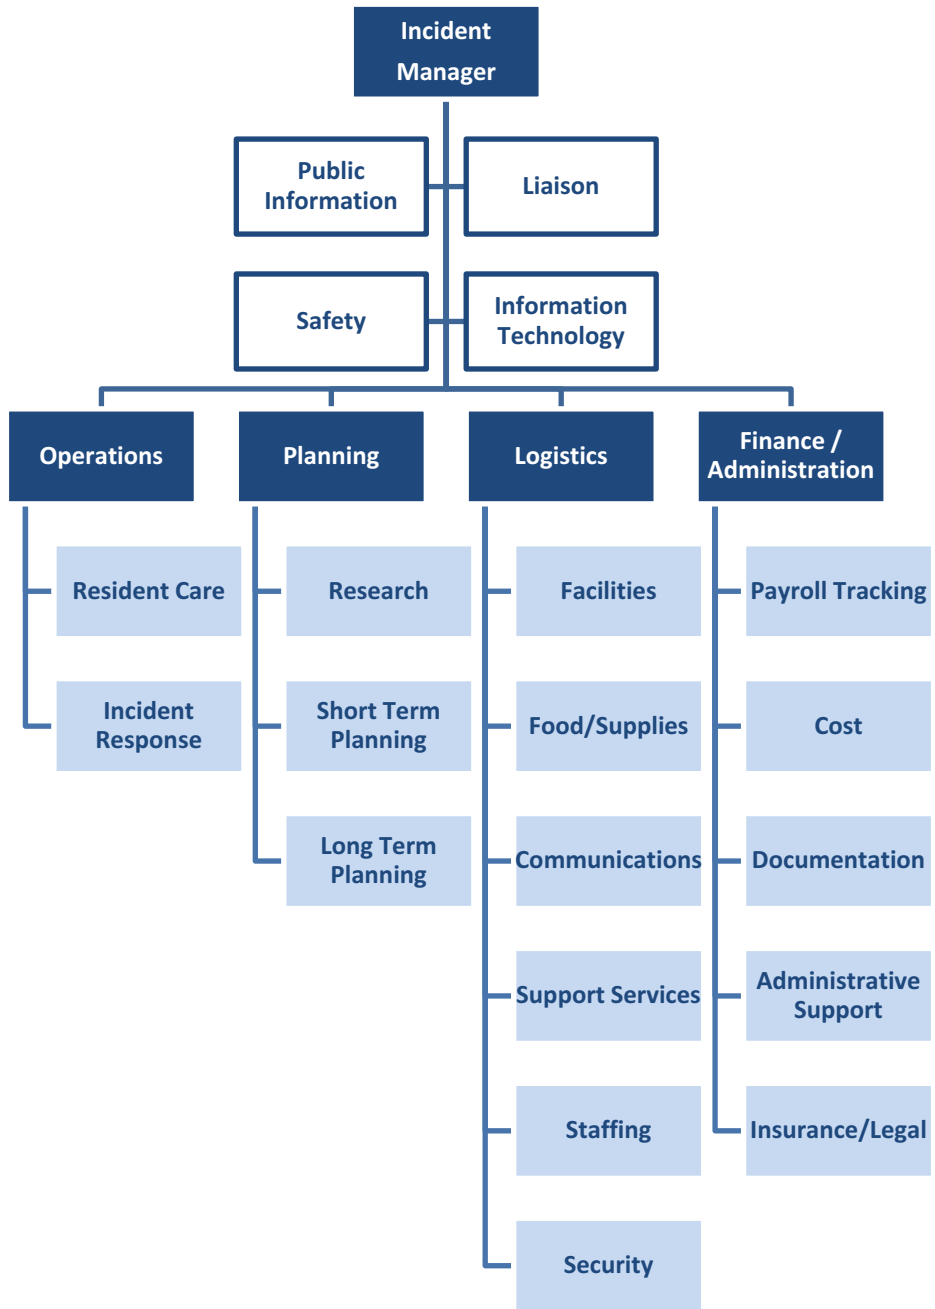 Incident
Manager
Public
Information
Liaison
Safety
Information
Technology
Operations
Planning
Logistics
Finance /
Administration
Resident Care
Research
Facilities
Payroll Tracking
Incident
Response
Short Term
Planning
Food/Supplies
Cost
Long Term
Planning
Communications
Documentation
Support Services
Administrative
Support
Staffing
Insurance/Legal
Security